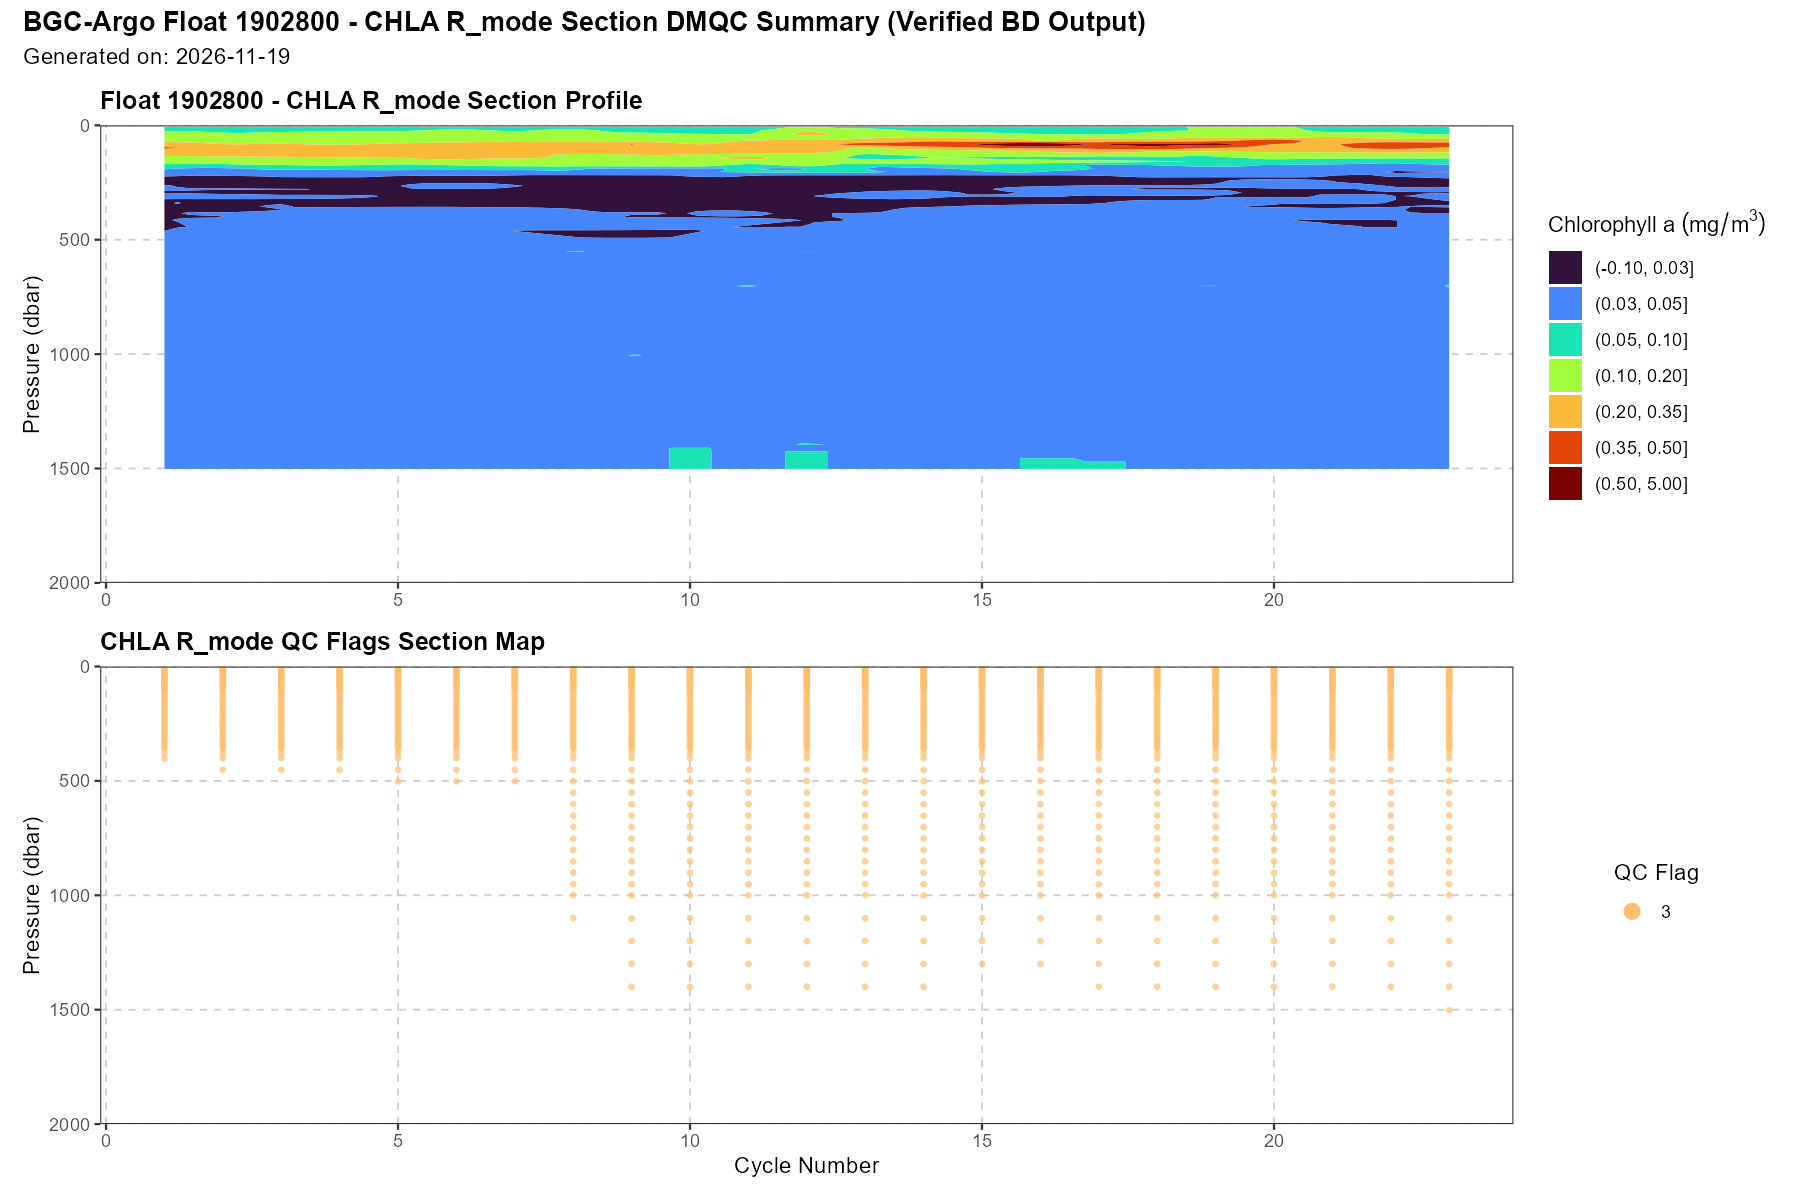 BGC-Argo Float 1902800 - CHLA R_mode Section DMQC Summary (Verified BD Output)
Generated on: 2026-11-19
Float 1902800 - CHLA R_mode Section Profile
Pressure (dbar)
0
500
1000
1500
2000
0 5 10 15 20
Chlorophyll a (mg/m³)
(-0.10, 0.03]
(0.03, 0.05]
(0.05, 0.10]
(0.10, 0.20]
(0.20, 0.35]
(0.35, 0.50]
(0.50, 5.00]
CHLA R_mode QC Flags Section Map
Pressure (dbar)
0
500
1000
1500
2000
0 5 10 15 20
Cycle Number
QC Flag
3